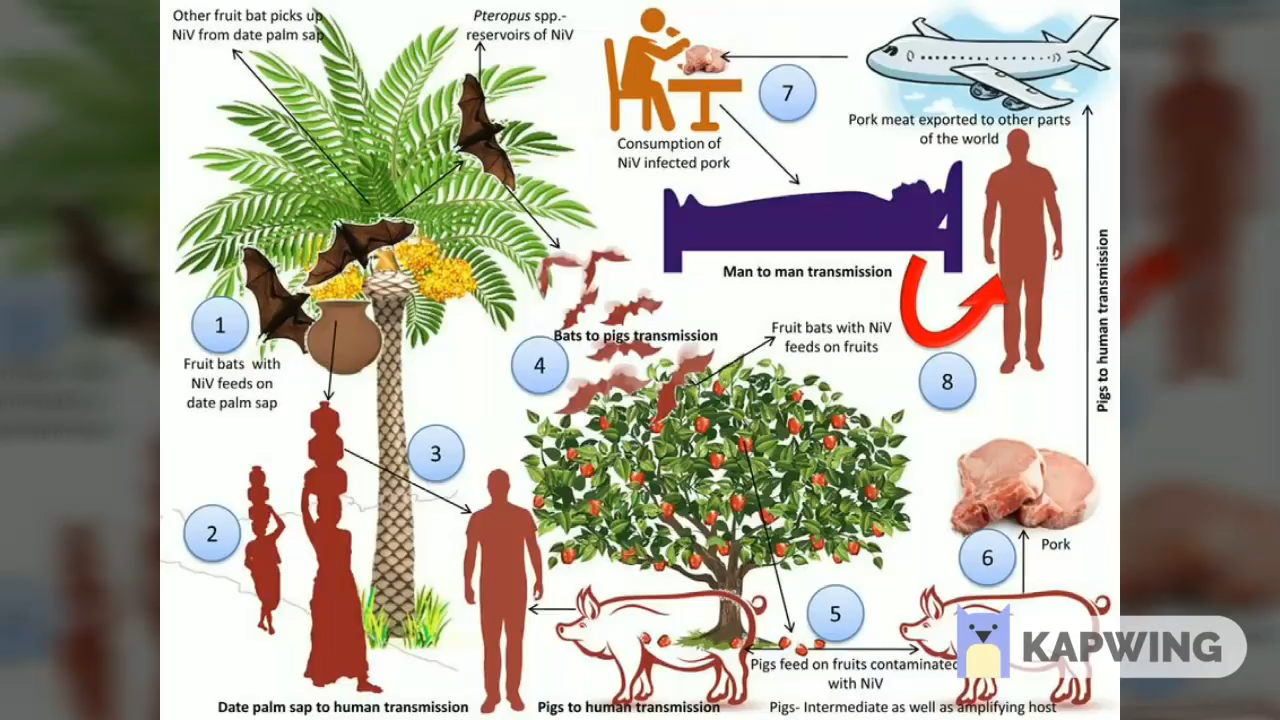 Other fruit bat picks up
NiV from date palm sap
Pteropus spp.-
reservoirs of NiV
7
Consumption of
NiV infected pork
Pork meat exported to other parts
of the world
Man to man transmission
Pigs to human transmission
1
Fruit bats with
NiV feeds on
date palm sap
Bats to pigs transmission
4
Fruit bats with NiV
feeds on fruits
8
3
2
Pork
6
5
Pigs feed on fruits contaminated
with NiV
KAPWING
Date palm sap to human transmission
Pigs to human transmission
Pigs- Intermediate as well as amplifying host